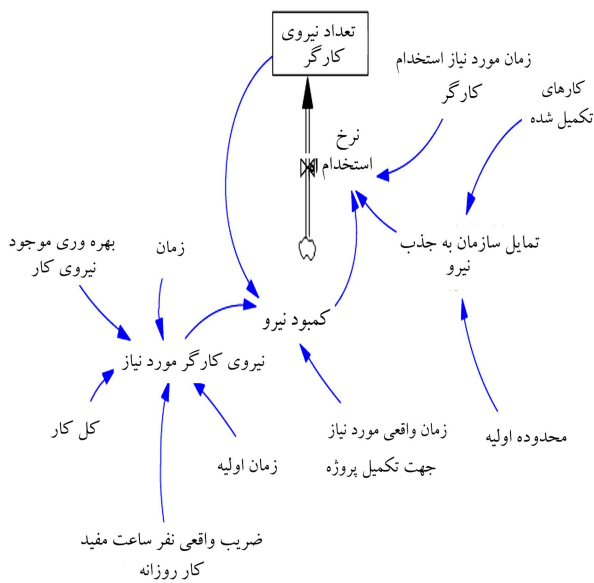 تعداد نیروی
کارگر
زمان مورد نیاز استخدام
کارگر
کارهای
تکمیل شده
نرخ
استخدام
تمایل سازمان به جذب
نیرو
بهره وری موجود
نیروی کار
زمان
کمبود نیرو
نیروی کارگر مورد نیاز
کل کار
زمان اولیه
زمان واقعی مورد نیاز
جهت تکمیل پروژه
محدوده اولیه
ضریب واقعی نفر ساعت مفید
کار روزانه